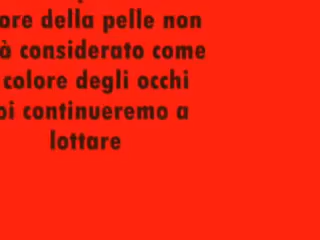 ore della pelle non
à considerato come
colore degli occhi
oi continueremo a
lottare